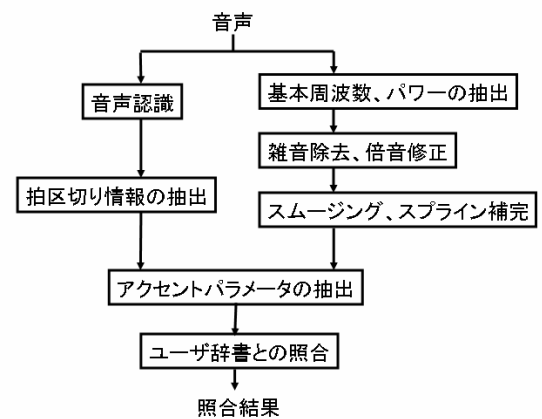 音声
音声認識
基本周波数、パワーの抽出
雑音除去、倍音修正
拍区切り情報の抽出
スムージング、スプライン補完
アクセントパラメータの抽出
ユーザ辞書との照合
照合結果